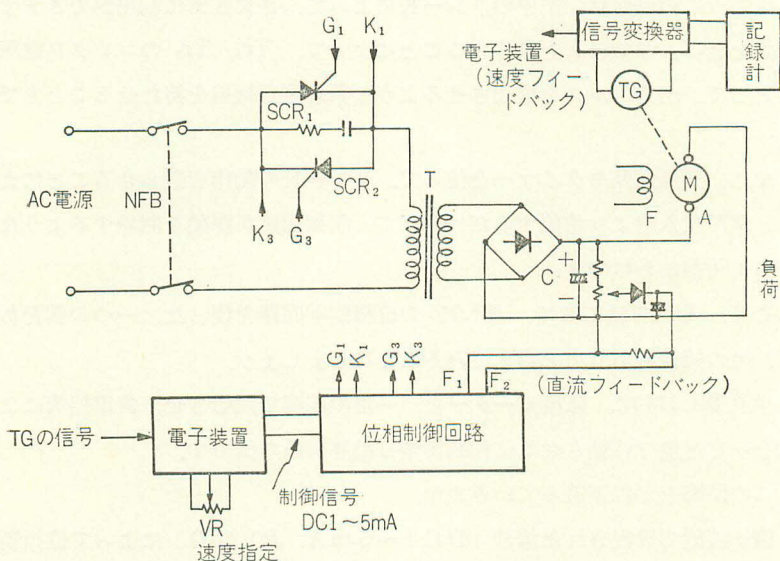 G₁
K₁
SCR₁
SCR₂
K₃
G₃
AC電源
NFB
T
電子装置へ
(速度フィー
ドバック)
信号変換器
記録計
TG
M
F
A
C
+
−
負荷
G₁
K₁
G₃
K₃
F₁
F₂
(直流フィードバック)
TGの信号
電子装置
位相制御回路
制御信号
DC1~5mA
VR
速度指定